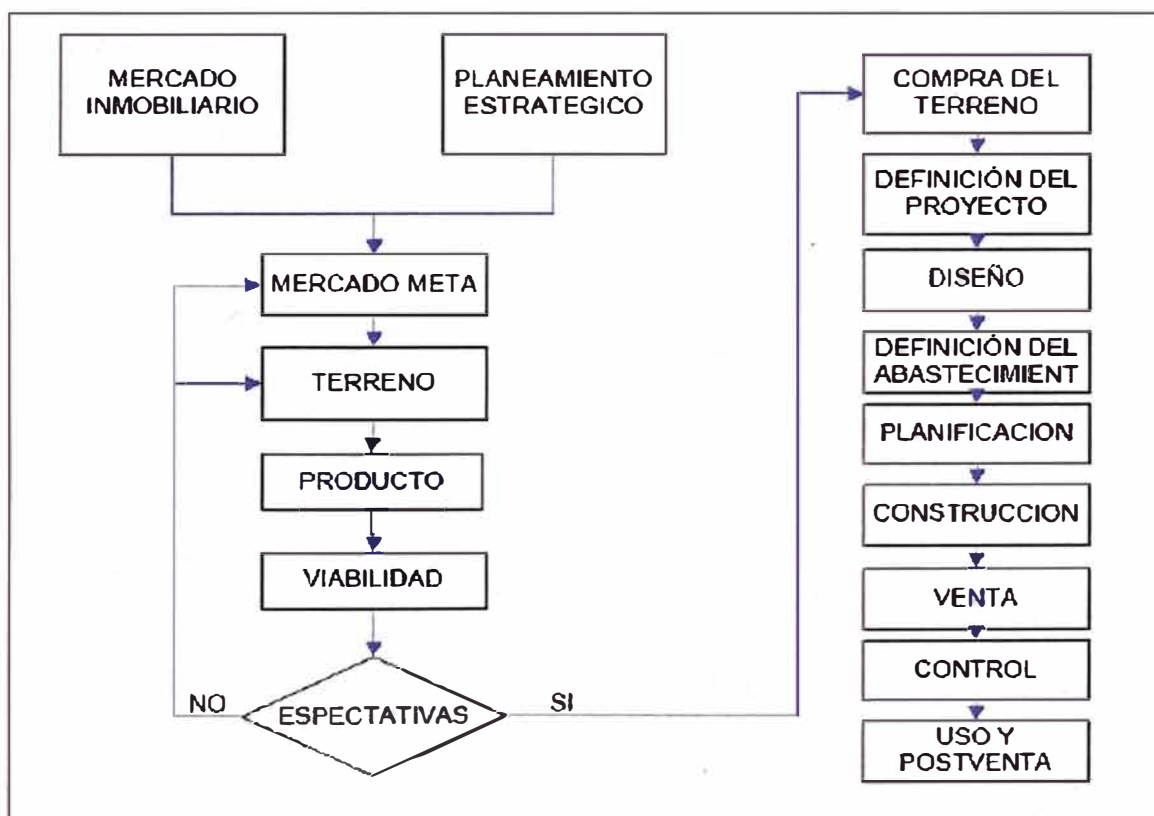 MERCADO
INMOBILIARIO
PLANEAMIENTO
ESTRATEGICO
MERCADO META
TERRENO
PRODUCTO
VIABILIDAD
NO
ESPECTATIVAS
SI
COMPRA DEL
TERRENO
DEFINICIÓN DEL
PROYECTO
DISEÑO
DEFINICIÓN DEL
ABASTECIMIENT
PLANIFICACION
CONSTRUCCION
VENTA
CONTROL
USO Y
POSTVENTA